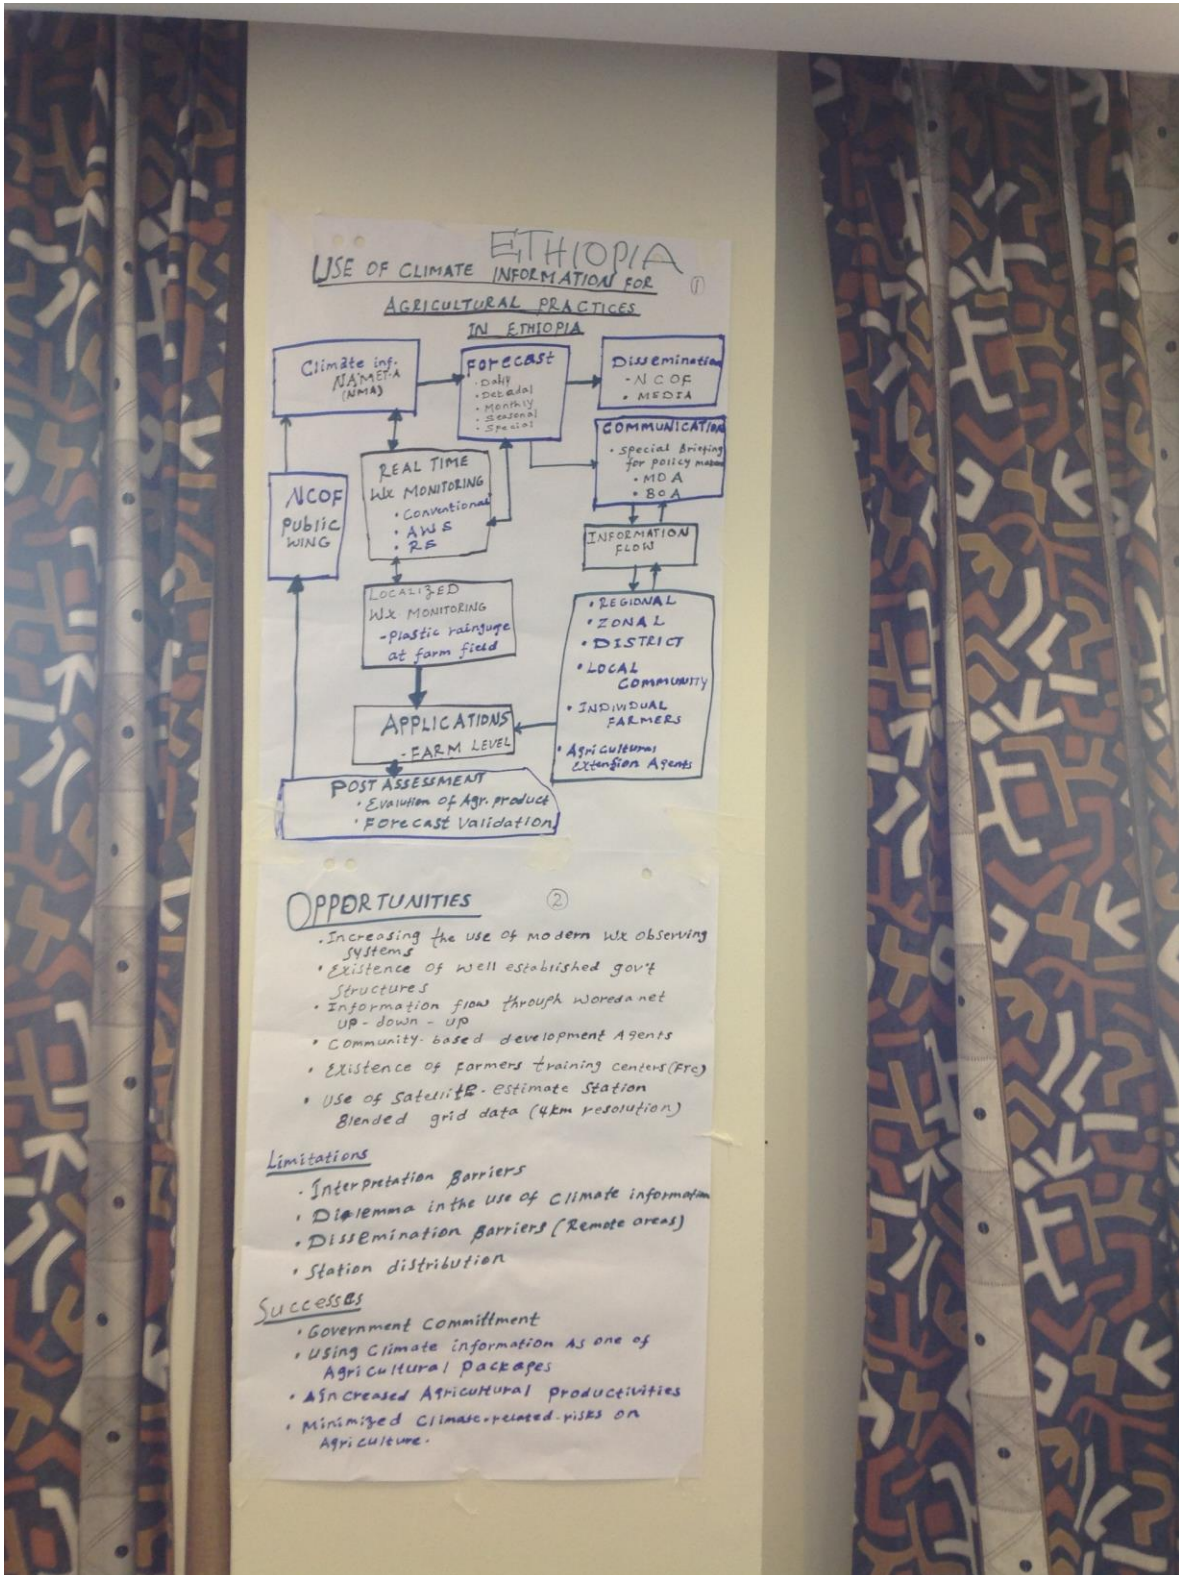 ETHIOPIA
USE OF CLIMATE INFORMATION FOR
①
AGRICULTURAL PRACTICES
IN ETHIOPIA
Climate inf.
NAMET-A
(NMA)
Forecast
• Daily
• Dekadal
• Monthly
• Seasonal
• Special
Dissemination
- NCOF
• MEDIA
COMMUNICATION
• Special Briefing
for policy makers
• MOA
• BOA
REAL TIME
Wx MONITORING
• Conventional
• AWS
• RS
NCOF
Public
WING
INFORMATION
FLOW
LOCALIZED
Wx MONITORING
- Plastic rainguge
at farm field
• REGIONAL
• ZONAL
• DISTRICT
• LOCAL
COMMUNITY
• INDIVIDUAL
FARMERS
• Agricultural
Extension Agents
APPLICATIONS
- FARM LEVEL
POST ASSESSMENT
• Evalution of Agr. product
• Forecast Validation
OPPORTUNITIES
②
• Increasing the use of modern Wx observing
systems
• Existence of well established gov't
Structures
• Information flow through Woreda net
UP - down - up
• Community-based development Agents
• Existence of farmers training centers (FTC)
• Use of Satellite-estimate Station
Blended grid data (4km resolution)
Limitations
• Interpretation Barriers
• Dielemma in the use of Climate information
• Dissemination Barriers (Remote areas)
• Station distribution
Successes
• Government Committment
• Using Climate information As one of
Agricultural packages
• Increased Agricultural productivities
• Minimized Climate-related-risks on
Agriculture.